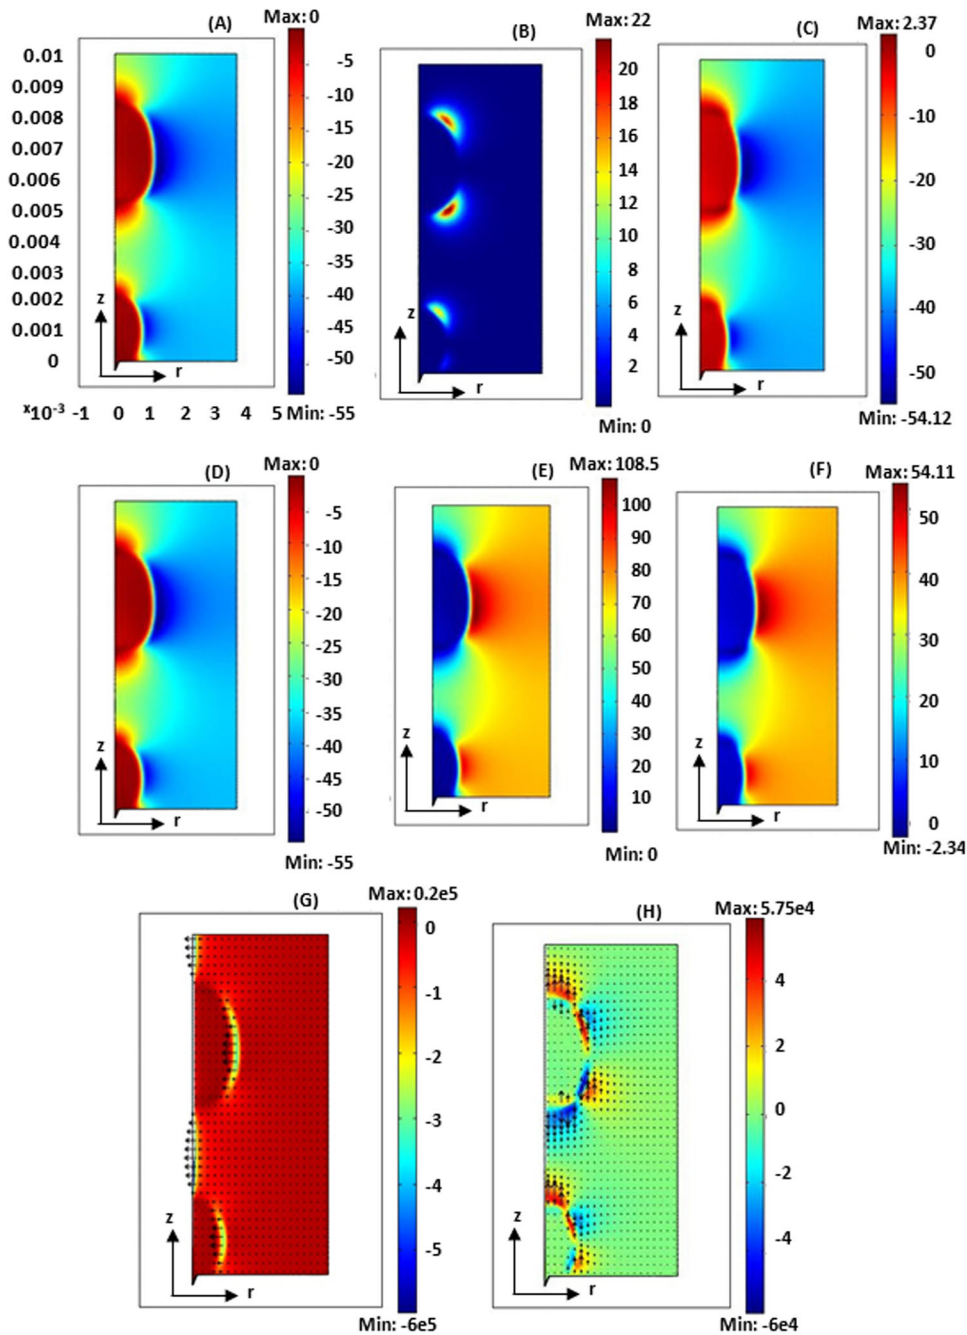 (A) Max: 0
0.01
0.009
0.008
0.007
0.006
0.005
0.004
0.003
0.002
0.001
0
z
r
-5
-10
-15
-20
-25
-30
-35
-40
-45
-50
x10-3 -1 0 1 2 3 4 5 Min: -55
(B) Max: 22
20
18
16
14
12
10
8
6
4
2
z
r
Min: 0
(C) Max: 2.37
0
-10
-20
-30
-40
-50
z
r
Min: -54.12
(D) Max: 0
-5
-10
-15
-20
-25
-30
-35
-40
-45
-50
z
r
Min: -55
(E) Max: 108.5
100
90
80
70
60
50
40
30
20
10
z
r
Min: 0
(F) Max: 54.11
50
40
30
20
10
0
z
r
Min: -2.34
(G) Max: 0.2e5
0
-1
-2
-3
-4
-5
z
r
Min: -6e5
(H) Max: 5.75e4
4
2
0
-2
-4
z
r
Min: -6e4